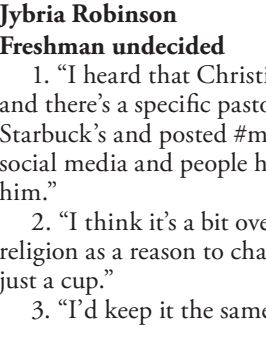 Jybria Robinson
Freshman undecided
1. “I heard that Christi
and there’s a specific pasto
Starbuck’s and posted #m
social media and people h
him.”
2. “I think it’s a bit ove
religion as a reason to cha
just a cup.”
3. “I’d keep it the same